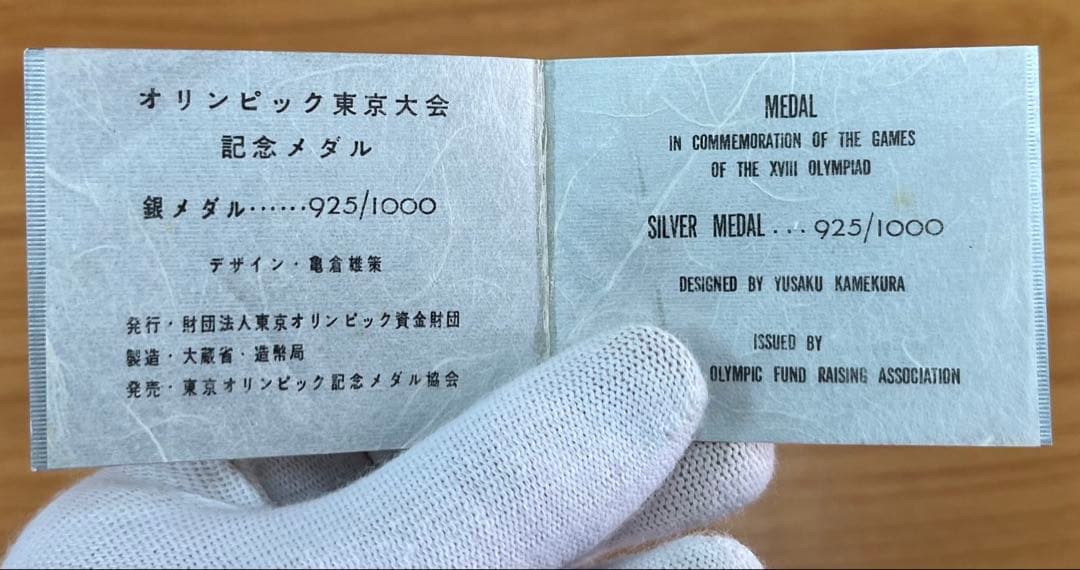 オリンピック東京大会
記念メダル
銀メダル······925/1000
デザイン・亀倉雄策
発行・財団法人東京オリンピック資金財団
製造・大蔵省・造幣局
発売・東京オリンピック記念メダル協会
MEDAL
IN COMMEMORATION OF THE GAMES
OF THE XVIII OLYMPIAD
SILVER MEDAL...925/1000
DESIGNED BY YUSAKU KAMEKURA
ISSUED BY
OLYMPIC FUND RAISING ASSOCIATION